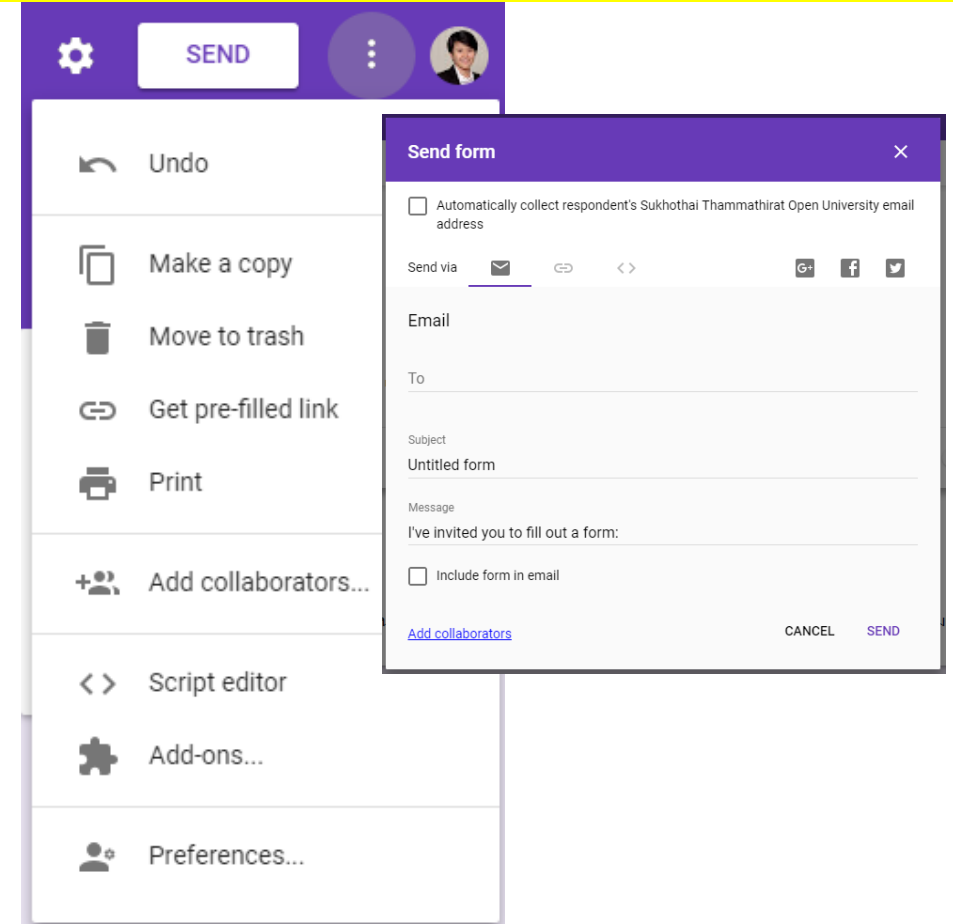 SEND
Undo
Make a copy
Move to trash
Get pre-filled link
Print
Add collaborators...
Script editor
Add-ons...
Preferences...
Send form
Automatically collect respondent's Sukhothai Thammathirat Open University email
address
Send via
G+
Email
To
Subject
Untitled form
Message
I've invited you to fill out a form:
Include form in email
Add collaborators
CANCEL SEND